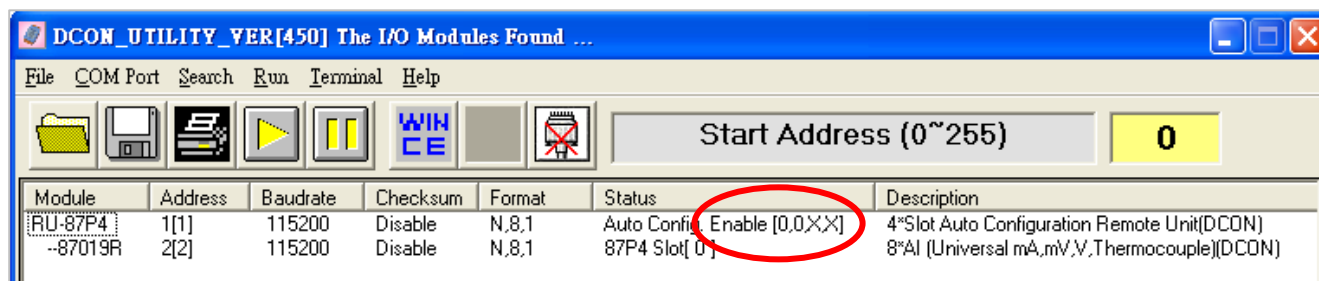 DCON_UTILITY_VER[450] The I/O Modules Found ...
File COM Port Search Run Terminal Help
WIN CE Start Address (0~255) 0
Module Address Baudrate Checksum Format Status Description
RU-87P4 1[1] 115200 Disable N,8,1 Auto Config. Enable [0,0,X,X] 4*Slot Auto Configuration Remote Unit(DCON)
--87019R 2[2] 115200 Disable N,8,1 87P4 Slot[ 0 ] 8*AI (Universal mA,mV,V,Thermocouple)(DCON)